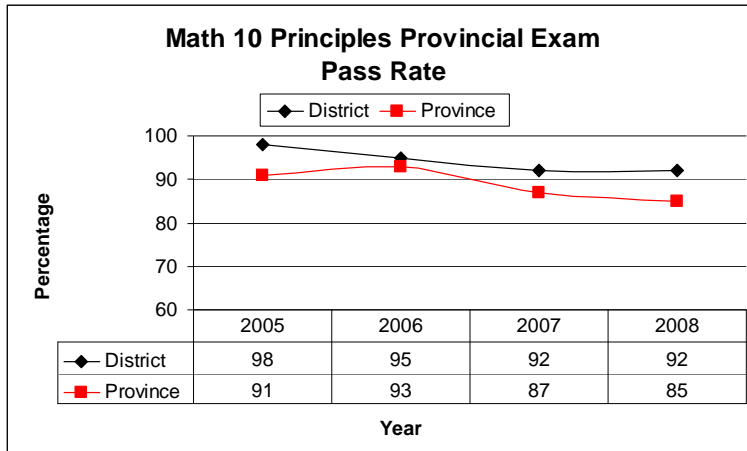 Math 10 Principles Provincial Exam
Pass Rate
District Province
Percentage
100
90
80
70
60
2005 2006 2007 2008
District 98 95 92 92
Province 91 93 87 85
Year